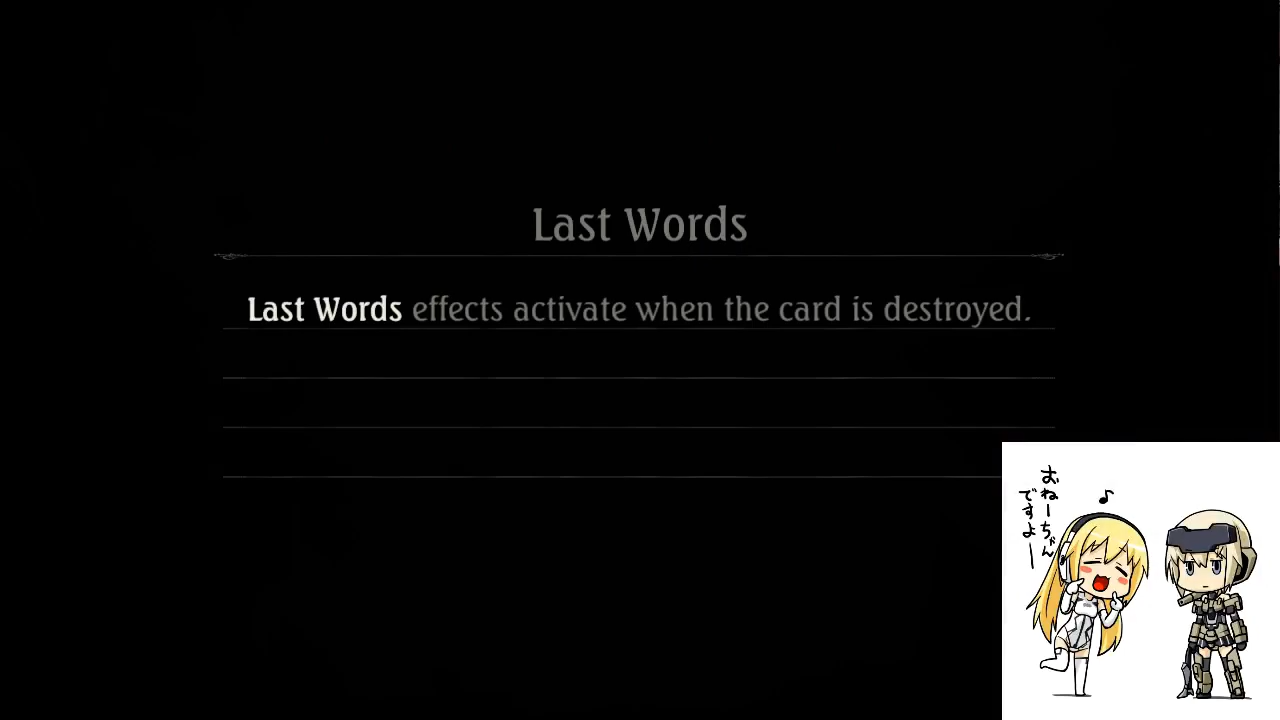 Last Words
Last Words effects activate when the card is destroyed.
おねーちゃん
ですよー
♪